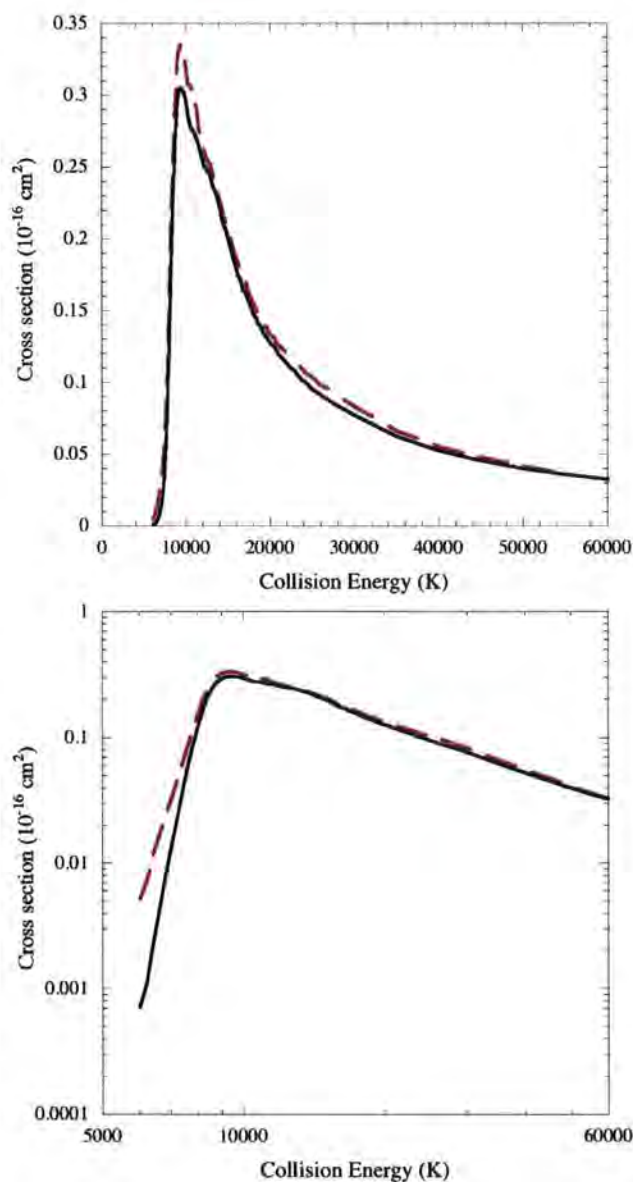 0.35
0.3
0.25
0.2
0.15
0.1
0.05
0
Cross section (10⁻¹⁶ cm²)
0 10000 20000 30000 40000 50000 60000
Collision Energy (K)
1
0.1
0.01
0.001
0.0001
Cross section (10⁻¹⁶ cm²)
5000 10000 60000
Collision Energy (K)